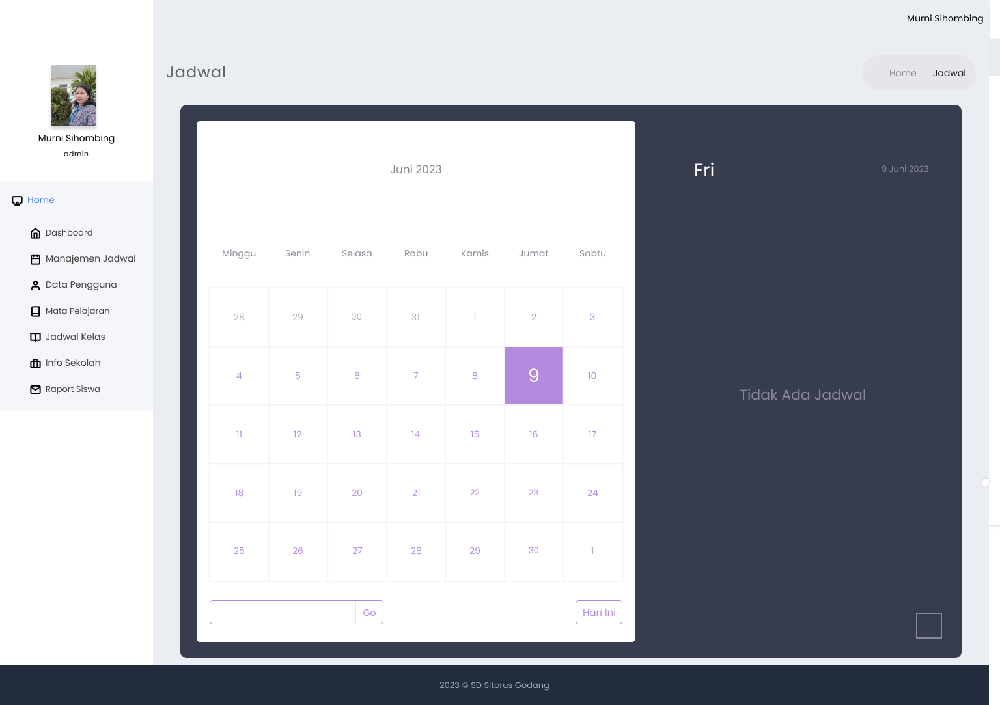 Murni Sihombing
Jadwal
Home Jadwal
Murni Sihombing
admin
Home
Dashboard
Manajemen Jadwal
Data Pengguna
Mata Pelajaran
Jadwal Kelas
Info Sekolah
Raport Siswa
Juni 2023
Minggu Senin Selasa Rabu Kamis Jumat Sabtu
28 29 30 31 1 2 3
4 5 6 7 8 9 10
11 12 13 14 15 16 17
18 19 20 21 22 23 24
25 26 27 28 29 30 1
Go
Hari Ini
Fri
9 Juni 2023
Tidak Ada Jadwal
2023 © SD Sitorus Godang